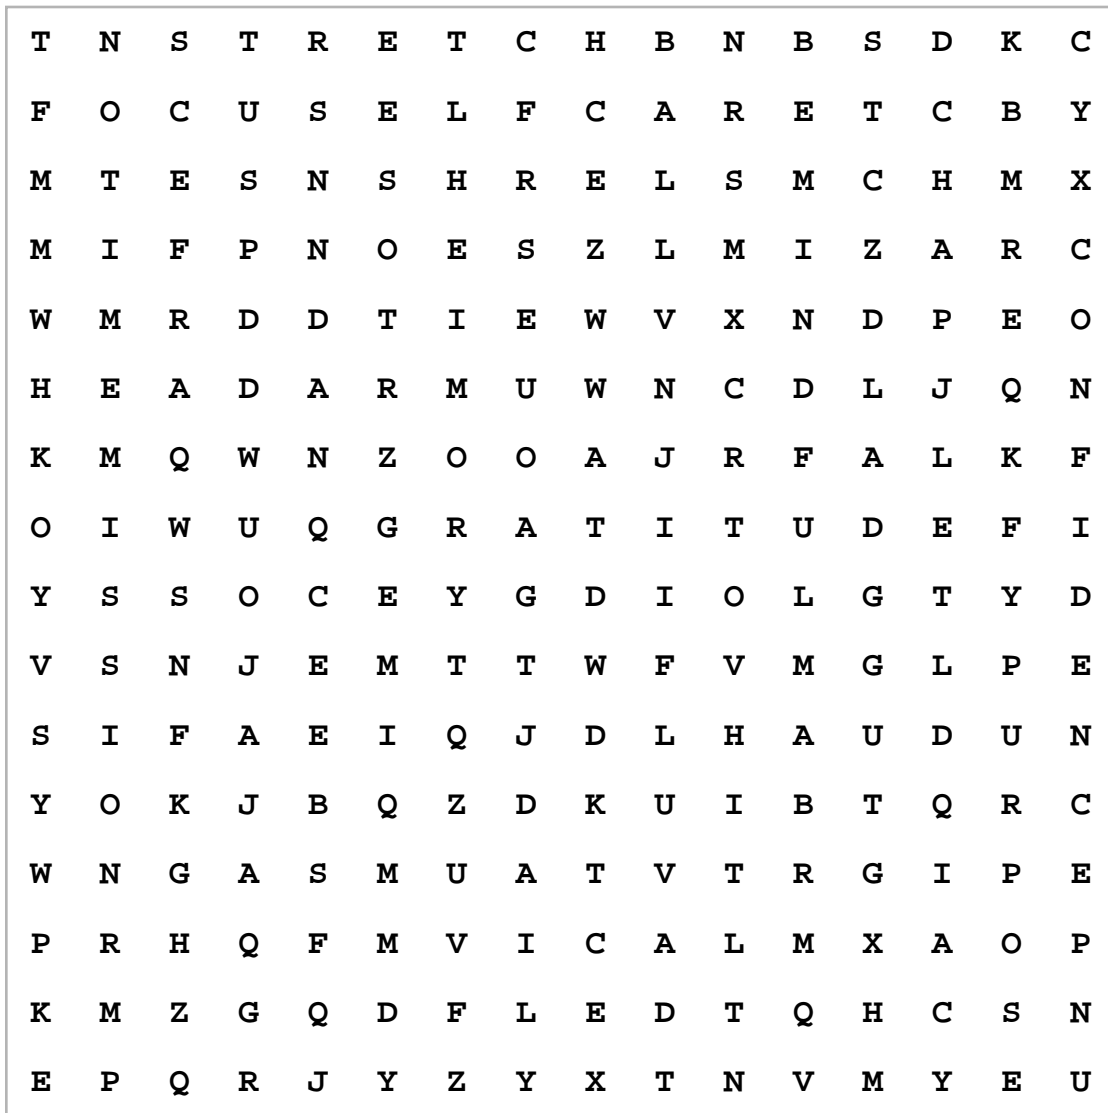 T N S T R E T C H B N B S D K C
F O C U S E L F C A R E T C B Y
M T E S N S H R E L S M C H M X
M I F P N O E S Z L M I Z A R C
W M R D D T I E W V X N D P E O
H E A D A R M U W N C D L J Q N
K M Q W N Z O O A J R F A L K F
O I W U Q G R A T I T U D E F I
Y S S O C E Y G D I O L G T Y D
V S N J E M T T W F V M G L P E
S I F A E I Q J D L H A U D U N
Y O K J B Q Z D K U I B T Q R C
W N G A S M U A T V T R G I P E
P R H Q F M V I C A L M X A O P
K M Z G Q D F L E D T Q H C S N
E P Q R J Y Z Y X T N V M Y E U